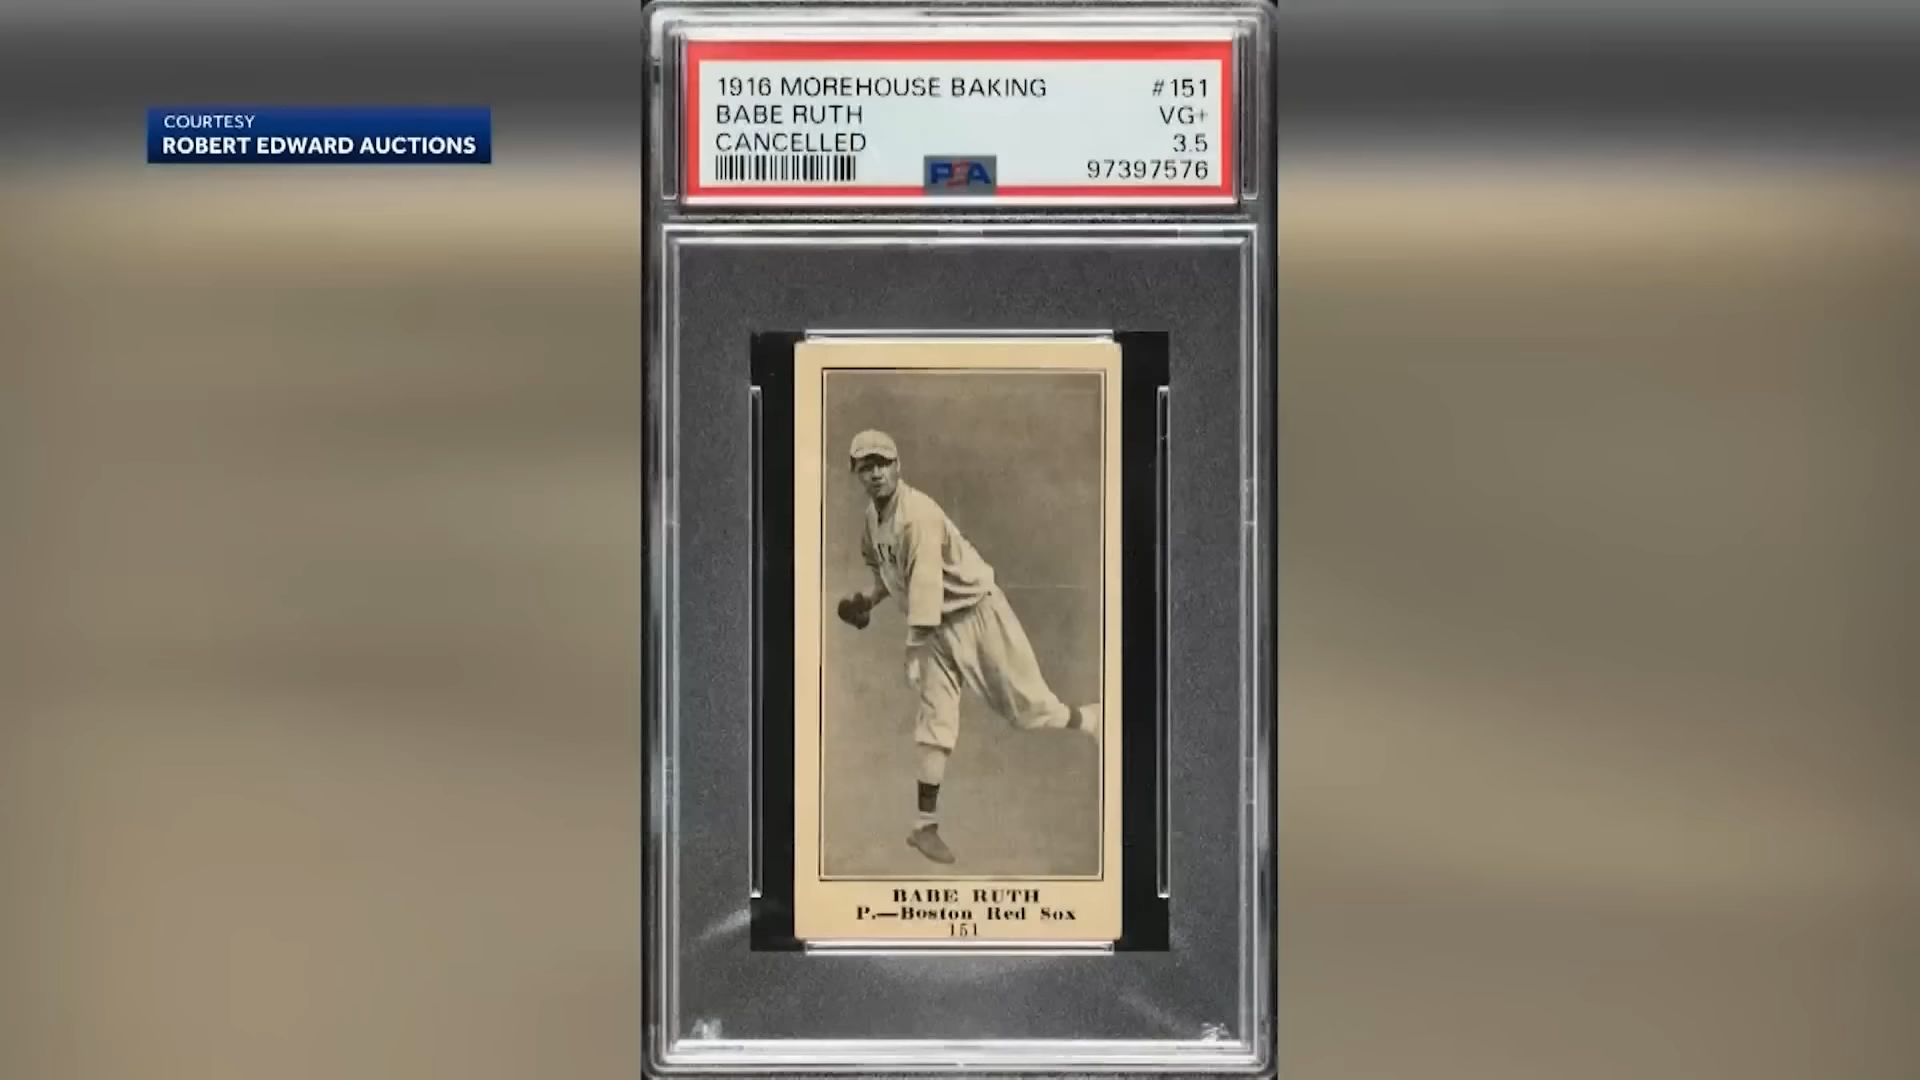 COURTESY
ROBERT EDWARD AUCTIONS
1916 MOREHOUSE BAKING #151
BABE RUTH VG+
CANCELLED 3.5
PSA 97397576
BABE RUTH
P.—Boston Red Sox
151